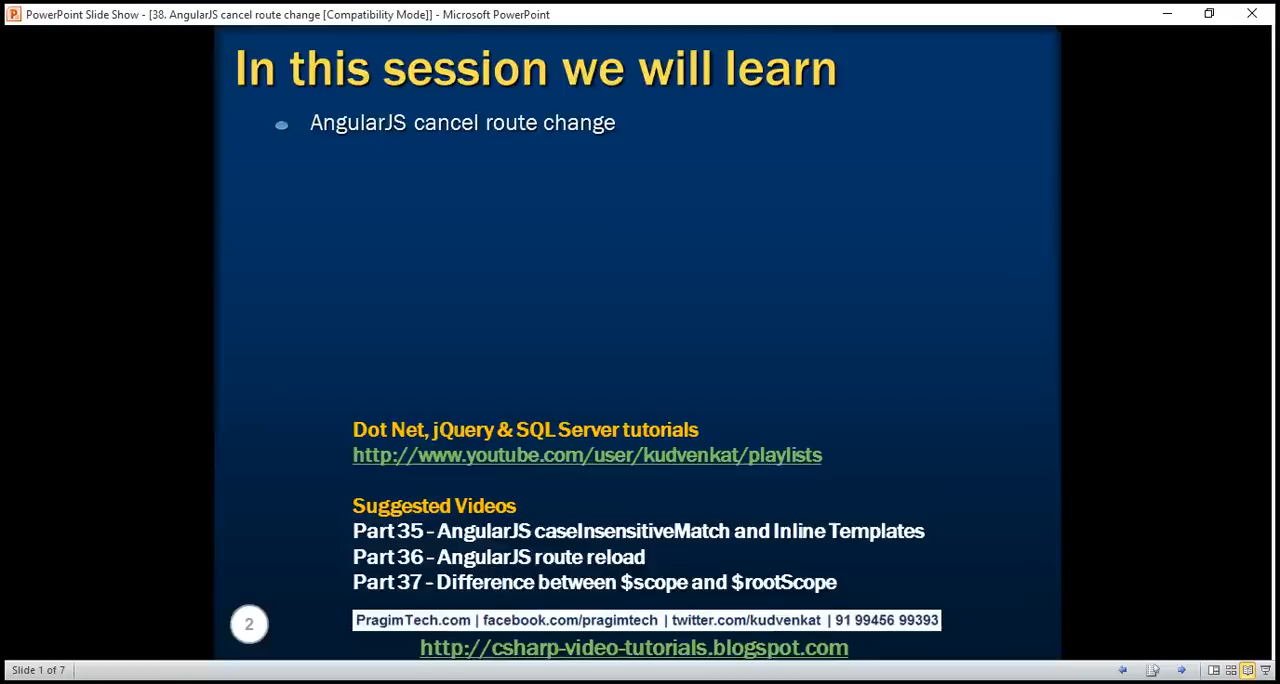 PowerPoint Slide Show - [38. AngularJS cancel route change [Compatibility Mode]] - Microsoft PowerPoint
In this session we will learn
AngularJS cancel route change
Dot Net, jQuery & SQL Server tutorials
http://www.youtube.com/user/kudvenkat/playlists
Suggested Videos
Part 35 - AngularJS caseInsensitiveMatch and Inline Templates
Part 36 - AngularJS route reload
Part 37 - Difference between $scope and $rootScope
2
PragimTech.com | facebook.com/pragimtech | twitter.com/kudvenkat | 91 99456 99393
http://csharp-video-tutorials.blogspot.com
Slide 1 of 7